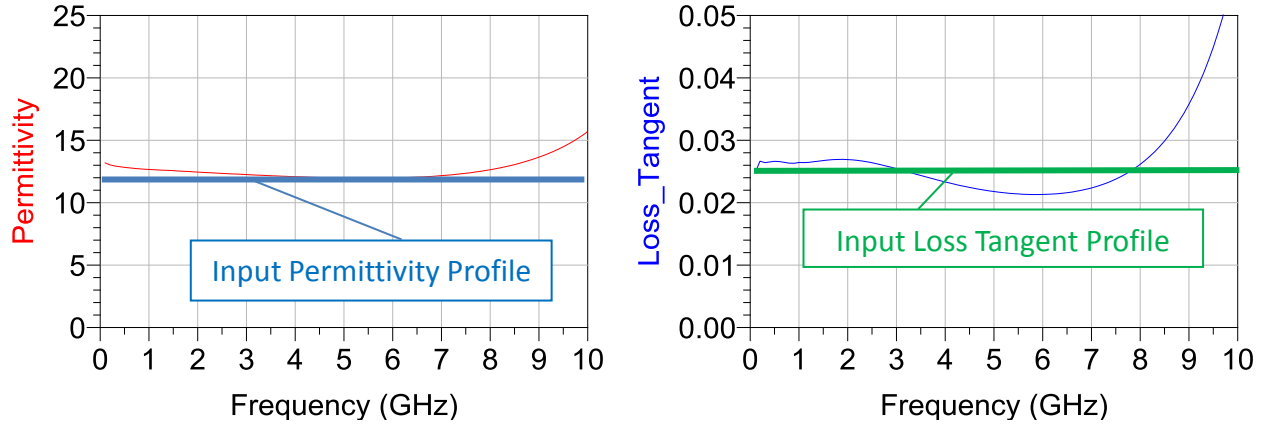 25
20
15
10
5
0
Permittivity
Input Permittivity Profile
0 1 2 3 4 5 6 7 8 9 10
Frequency (GHz)
0.05
0.04
0.03
0.02
0.01
0.00
Loss_Tangent
Input Loss Tangent Profile
0 1 2 3 4 5 6 7 8 9 10
Frequency (GHz)